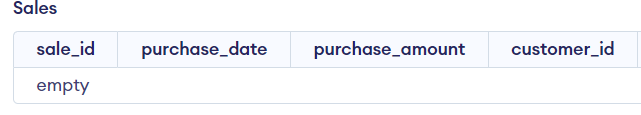 Sales
sale_id purchase_date purchase_amount customer_id
empty